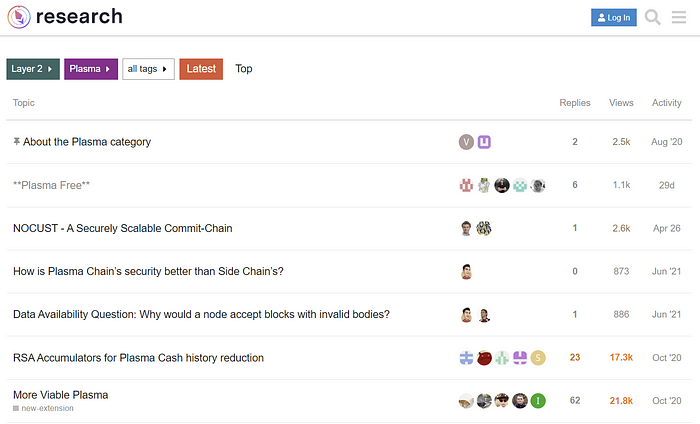 research
Log In
Layer 2
Plasma
all tags
Latest
Top
Topic Replies Views Activity
About the Plasma category V 2 2.5k Aug '20
**Plasma Free** 6 1.1k 29d
NOCUST - A Securely Scalable Commit-Chain 1 2.6k Apr 26
How is Plasma Chain’s security better than Side Chain’s? 0 873 Jun '21
Data Availability Question: Why would a node accept blocks with invalid bodies? 1 886 Jun '21
RSA Accumulators for Plasma Cash history reduction S 23 17.3k Oct '20
More Viable Plasma I 62 21.8k Oct '20
new-extension